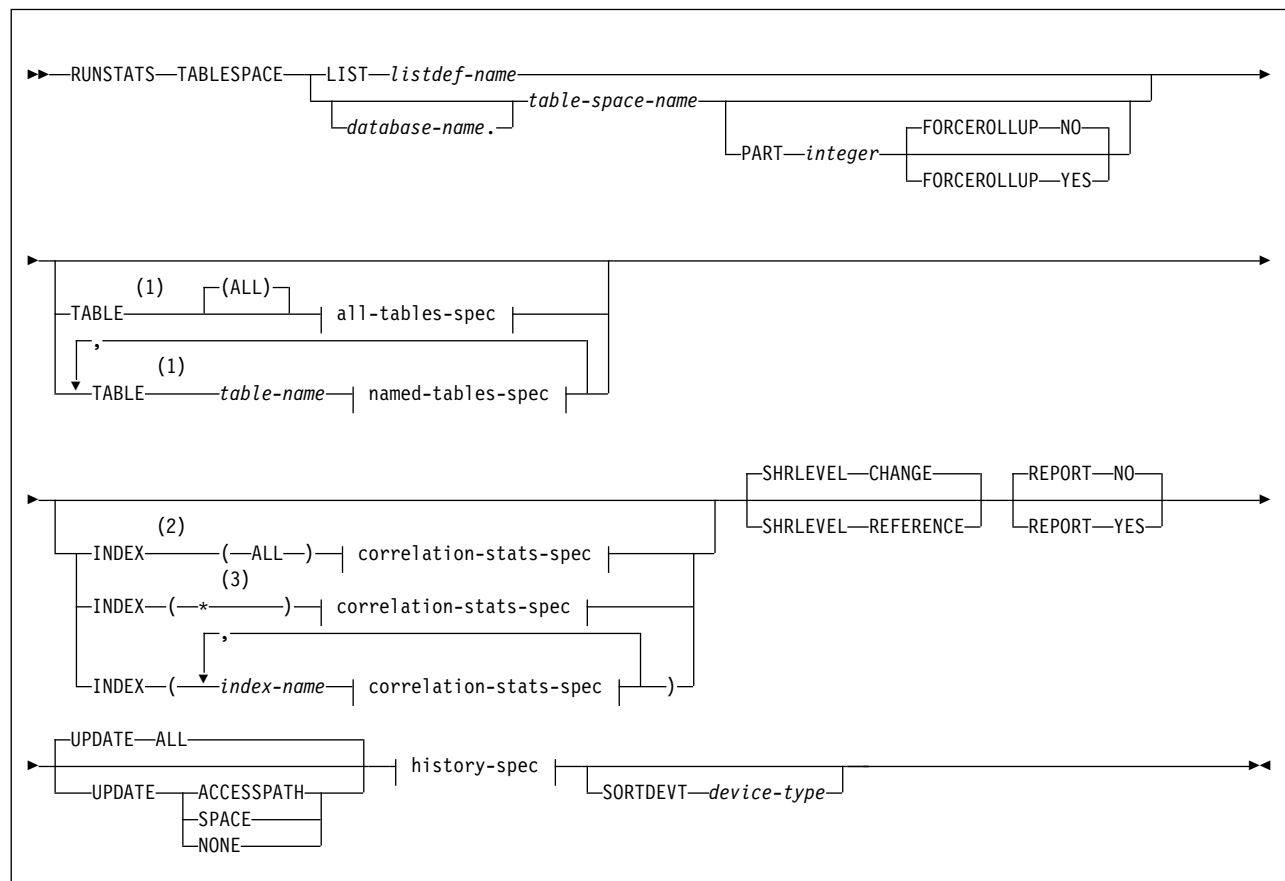 RUNSTATS TABLESPACE LIST listdef-name
database-name. table-space-name
PART integer FORCEROLLUP NO
FORCEROLLUP YES
TABLE (1) (ALL) all-tables-spec
,
TABLE (1) table-name named-tables-spec
INDEX (2) ( ALL ) correlation-stats-spec
INDEX ( * (3) ) correlation-stats-spec
,
INDEX ( index-name correlation-stats-spec )
SHRLEVEL CHANGE
SHRLEVEL REFERENCE
REPORT NO
REPORT YES
UPDATE ALL
UPDATE ACCESSPATH
SPACE
NONE
history-spec
SORTDEVT device-type